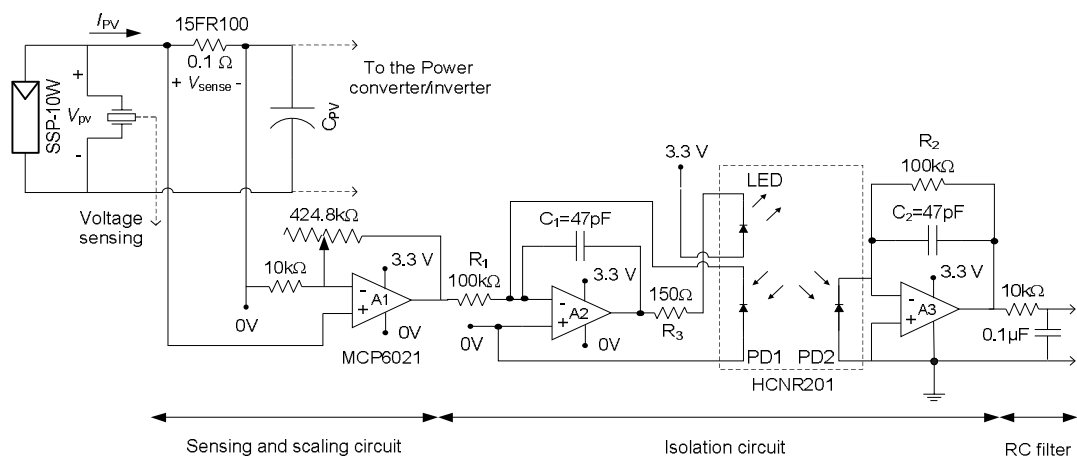 I_PV
15FR100
0.1 Ω
+ V_sense -
To the Power
converter/inverter
SSP-10W
+
V_pv
-
C_PV
Voltage
sensing
424.8kΩ
10kΩ
0V
-
+
A1
3.3 V
0V
MCP6021
R_1
100kΩ
C_1=47pF
0V
-
+
A2
3.3 V
0V
150Ω
R_3
3.3 V
LED
PD1
PD2
HCNR201
R_2
100kΩ
C_2=47pF
-
+
A3
3.3 V
10kΩ
0.1µF
Sensing and scaling circuit
Isolation circuit
RC filter